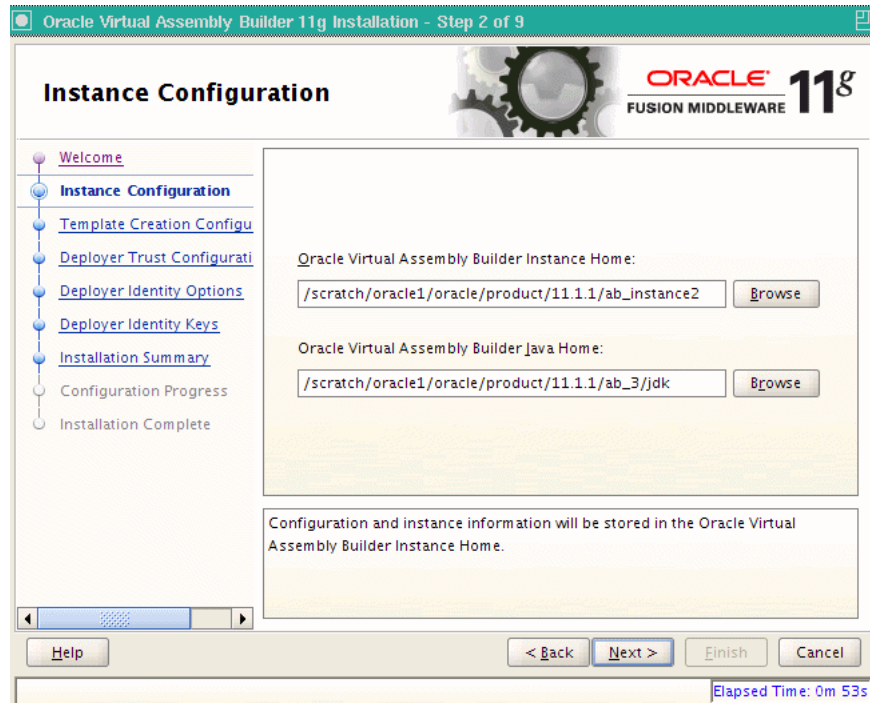 Oracle Virtual Assembly Builder 11g Installation - Step 2 of 9
Instance Configuration
ORACLE
FUSION MIDDLEWARE
11g
Welcome
Instance Configuration
Template Creation Configu
Deployer Trust Configurati
Deployer Identity Options
Deployer Identity Keys
Installation Summary
Configuration Progress
Installation Complete
Oracle Virtual Assembly Builder Instance Home:
/scratch/oracle1/oracle/product/11.1.1/ab_instance2 Browse
Oracle Virtual Assembly Builder Java Home:
/scratch/oracle1/oracle/product/11.1.1/ab_3/jdk Browse
Configuration and instance information will be stored in the Oracle Virtual
Assembly Builder Instance Home.
Help < Back Next > Finish Cancel
Elapsed Time: 0m 53s